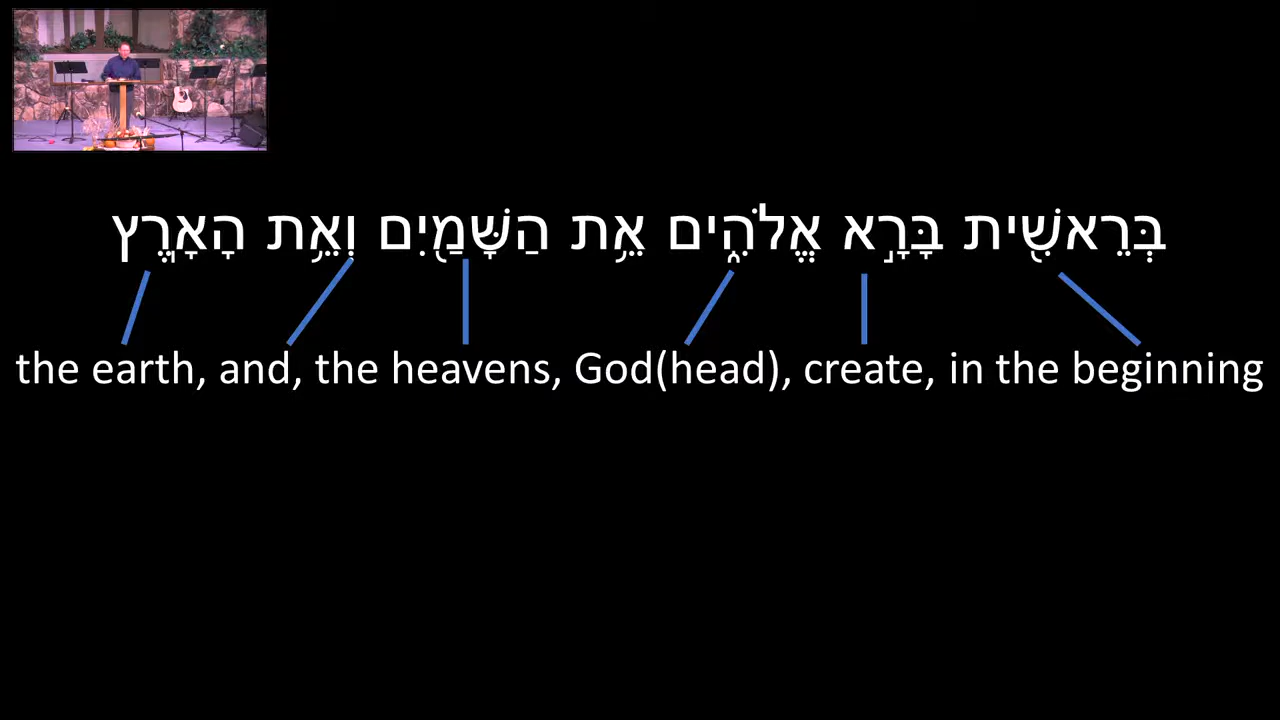 בְּרֵאשִׁ֖ית בָּרָ֣א אֱלֹהִ֑ים אֵ֥ת הַשָּׁמַ֖יִם וְאֵ֥ת הָאָֽרֶץ
the earth, and, the heavens, God(head), create, in the beginning